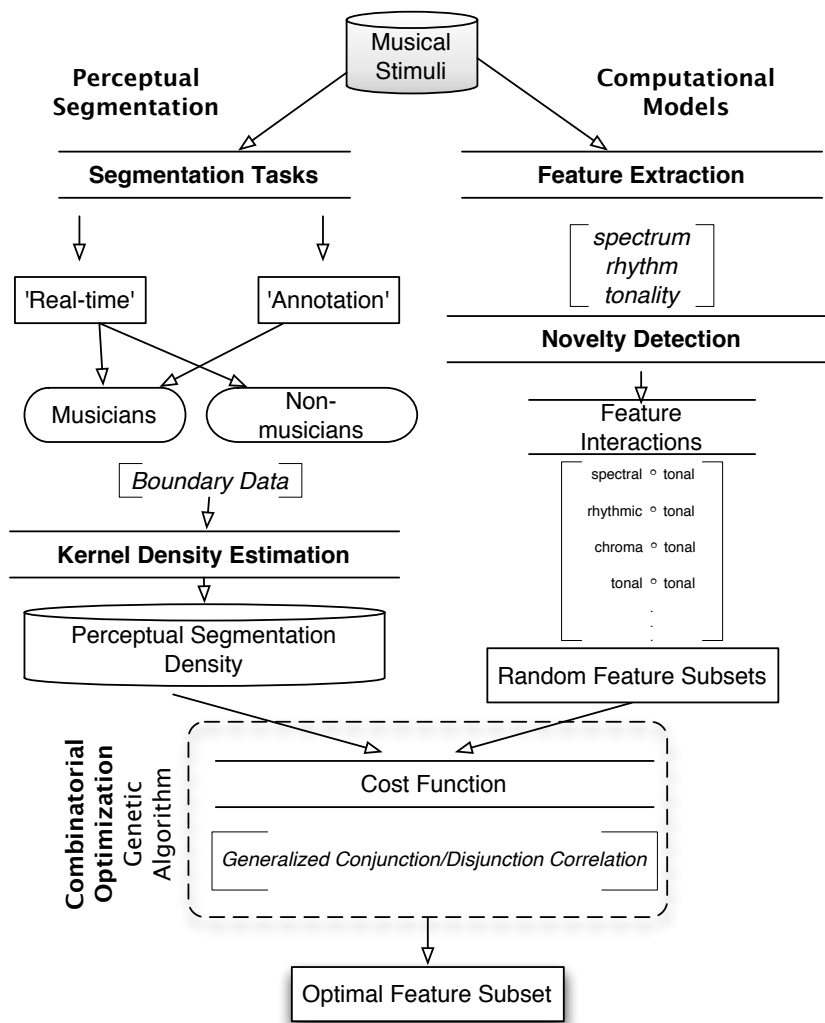 Musical
Stimuli
Perceptual
Segmentation
Computational
Models
Segmentation Tasks
'Real-time'
'Annotation'
Musicians
Non-
musicians
Boundary Data
Kernel Density Estimation
Perceptual Segmentation
Density
Feature Extraction
spectrum
rhythm
tonality
Novelty Detection
Feature
Interactions
spectral ∘ tonal
rhythmic ∘ tonal
chroma ∘ tonal
tonal ∘ tonal
.
.
.
Random Feature Subsets
Combinatorial
Optimization
Genetic
Algorithm
Cost Function
Generalized Conjunction/Disjunction Correlation
Optimal Feature Subset